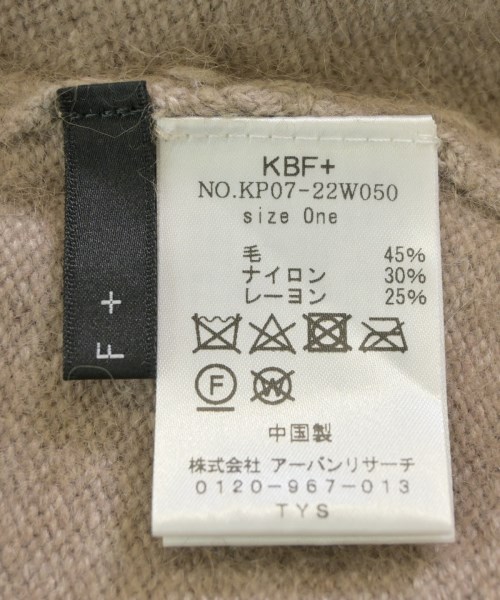 F +
KBF+
NO.KP07-22W050
size One
毛 45%
ナイロン 30%
レーヨン 25%
F W
中国製
株式会社 アーバンリサーチ
0120-967-013
TYS